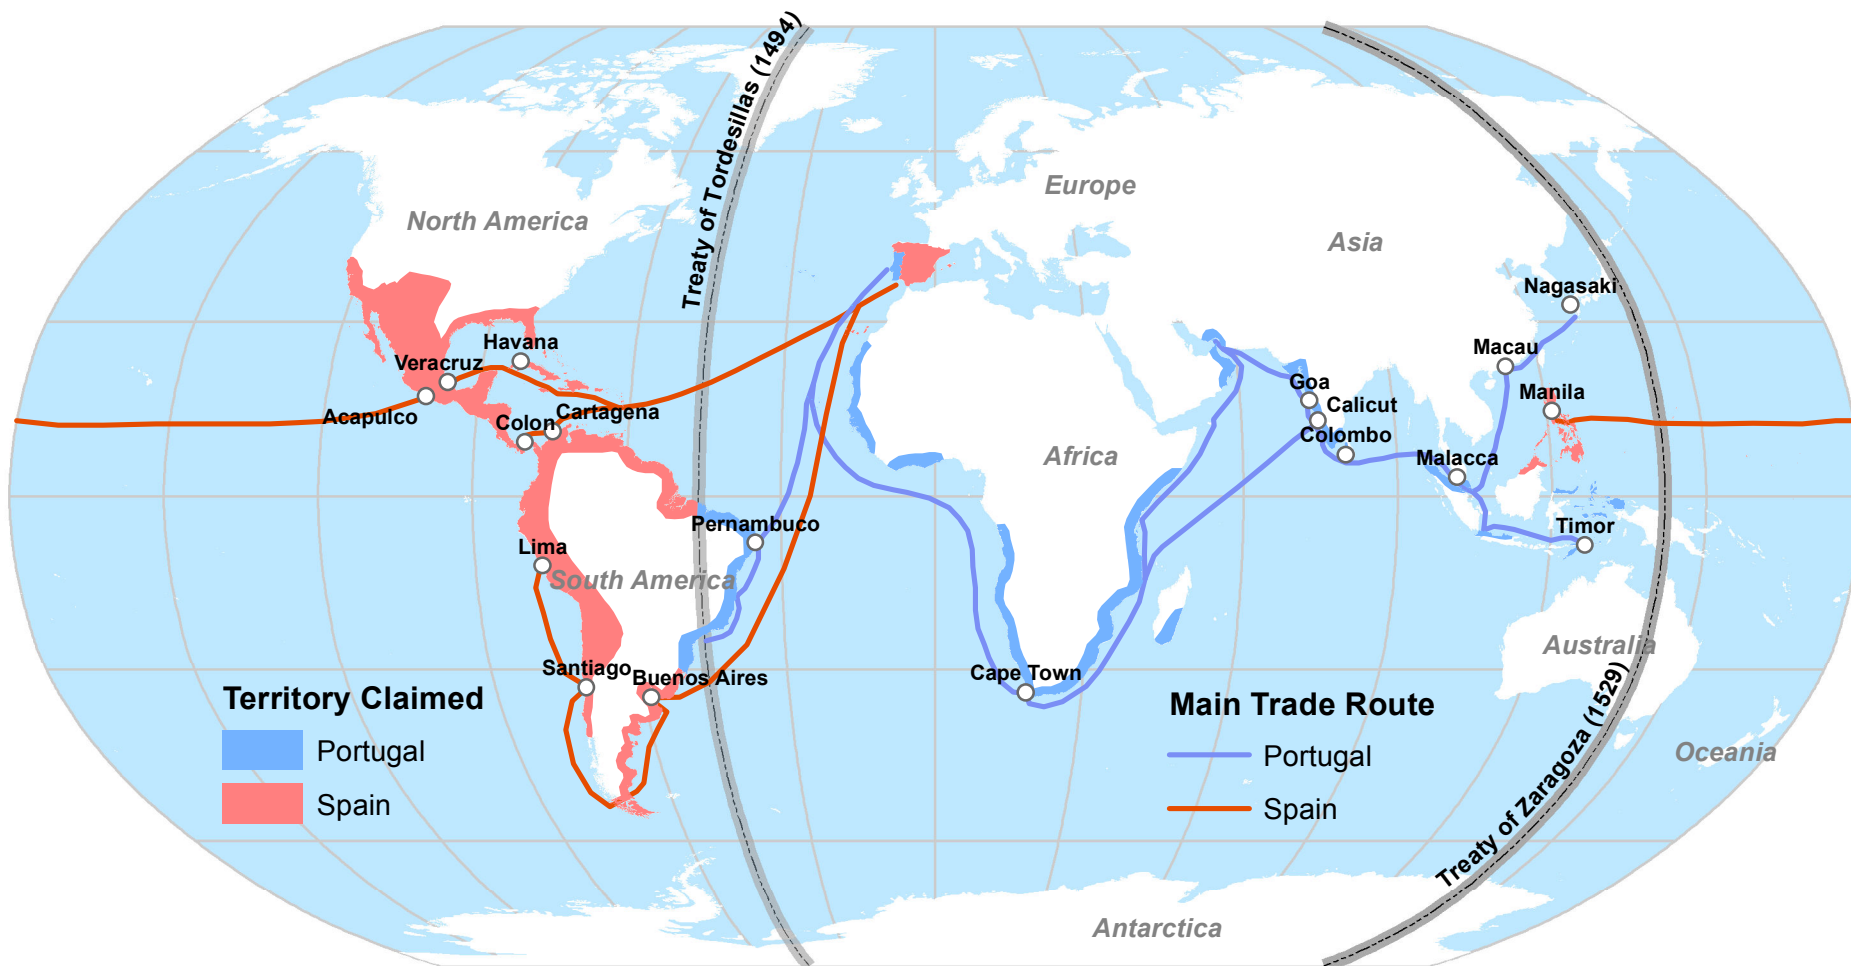 Treaty of Tordesillas (1494)
Europe
North America
Asia
Nagasaki
Havana
Macau
Veracruz
Goa
Manila
Acapulco
Cartagena
Calicut
Colon
Colombo
Africa
Malacca
Pernambuco
Timor
Lima
South America
Australia
Santiago
Buenos Aires
Cape Town
Territory Claimed
Portugal
Spain
Main Trade Route
Portugal
Spain
Oceania
Treaty of Zaragoza (1529)
Antarctica